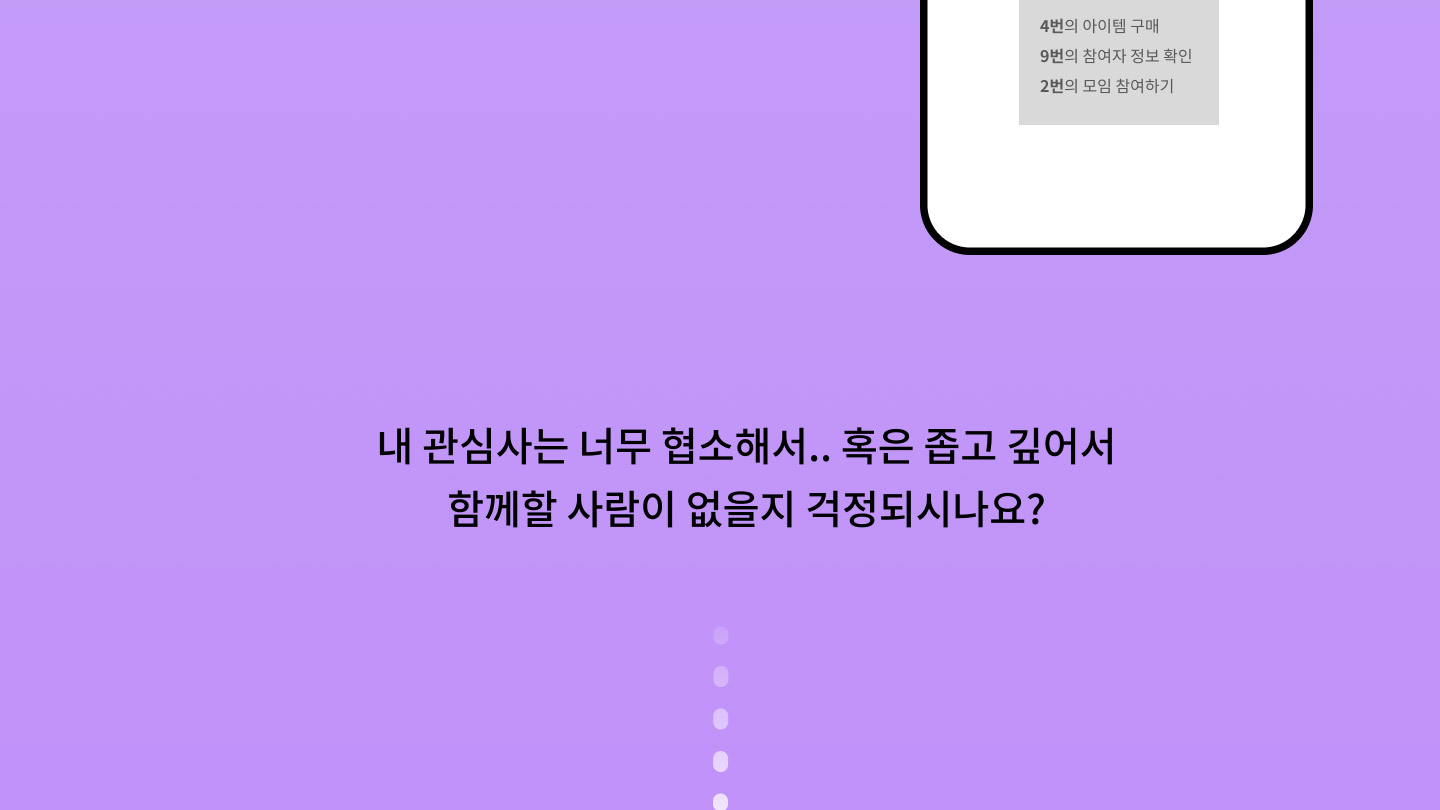 4번의 아이템 구매
9번의 참여자 정보 확인
2번의 모임 참여하기
내 관심사는 너무 협소해서.. 혹은 좁고 깊어서
함께할 사람이 없을지 걱정되시나요?